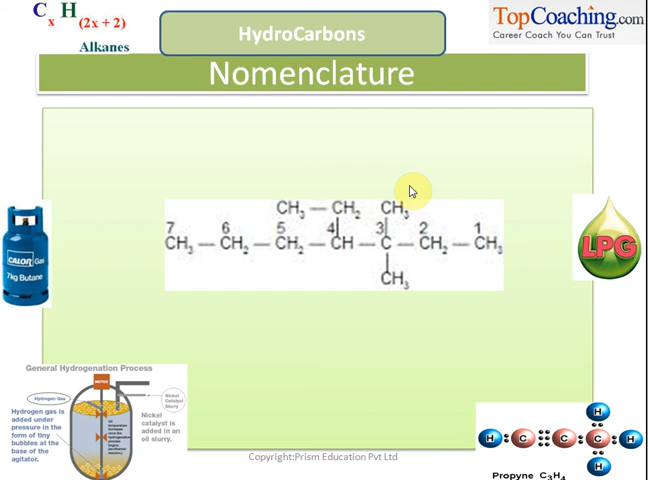 C x H (2x + 2)
Alkanes
HydroCarbons
TopCoaching.com
Career Coach You Can Trust
Nomenclature
CH3 — CH2 CH3
7 6 5 4 3 2 1
CH3 — CH2 — CH2 — CH — C — CH2 — CH3
CH3
CALOR Gas
7kg Butane
LPG
General Hydrogenation Process
MOTOR
Hydrogen Gas
Nickel
Catalyst
Slurry
Hydrogen gas is
added under
pressure in the
form of tiny
bubbles at the
base of the
agitator.
Nickel
catalyst is
added in an
oil slurry.
H C C C H
H
H
Propyne C3H4
Copyright:Prism Education Pvt Ltd